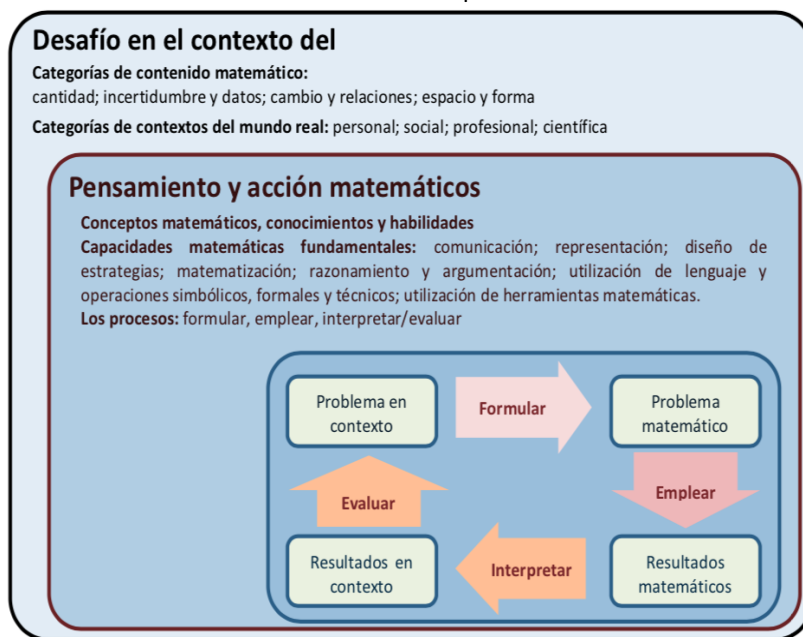 Desafío en el contexto del
Categorías de contenido matemático:
cantidad; incertidumbre y datos; cambio y relaciones; espacio y forma
Categorías de contextos del mundo real: personal; social; profesional; científica
Pensamiento y acción matemáticos
Conceptos matemáticos, conocimientos y habilidades
Capacidades matemáticas fundamentales: comunicación; representación; diseño de
estrategias; matematización; razonamiento y argumentación; utilización de lenguaje y
operaciones simbólicos, formales y técnicos; utilización de herramientas matemáticas.
Los procesos: formular, emplear, interpretar/evaluar
Problema en
contexto
Formular
Problema
matemático
Evaluar
Emplear
Resultados en
contexto
Interpretar
Resultados
matemáticos